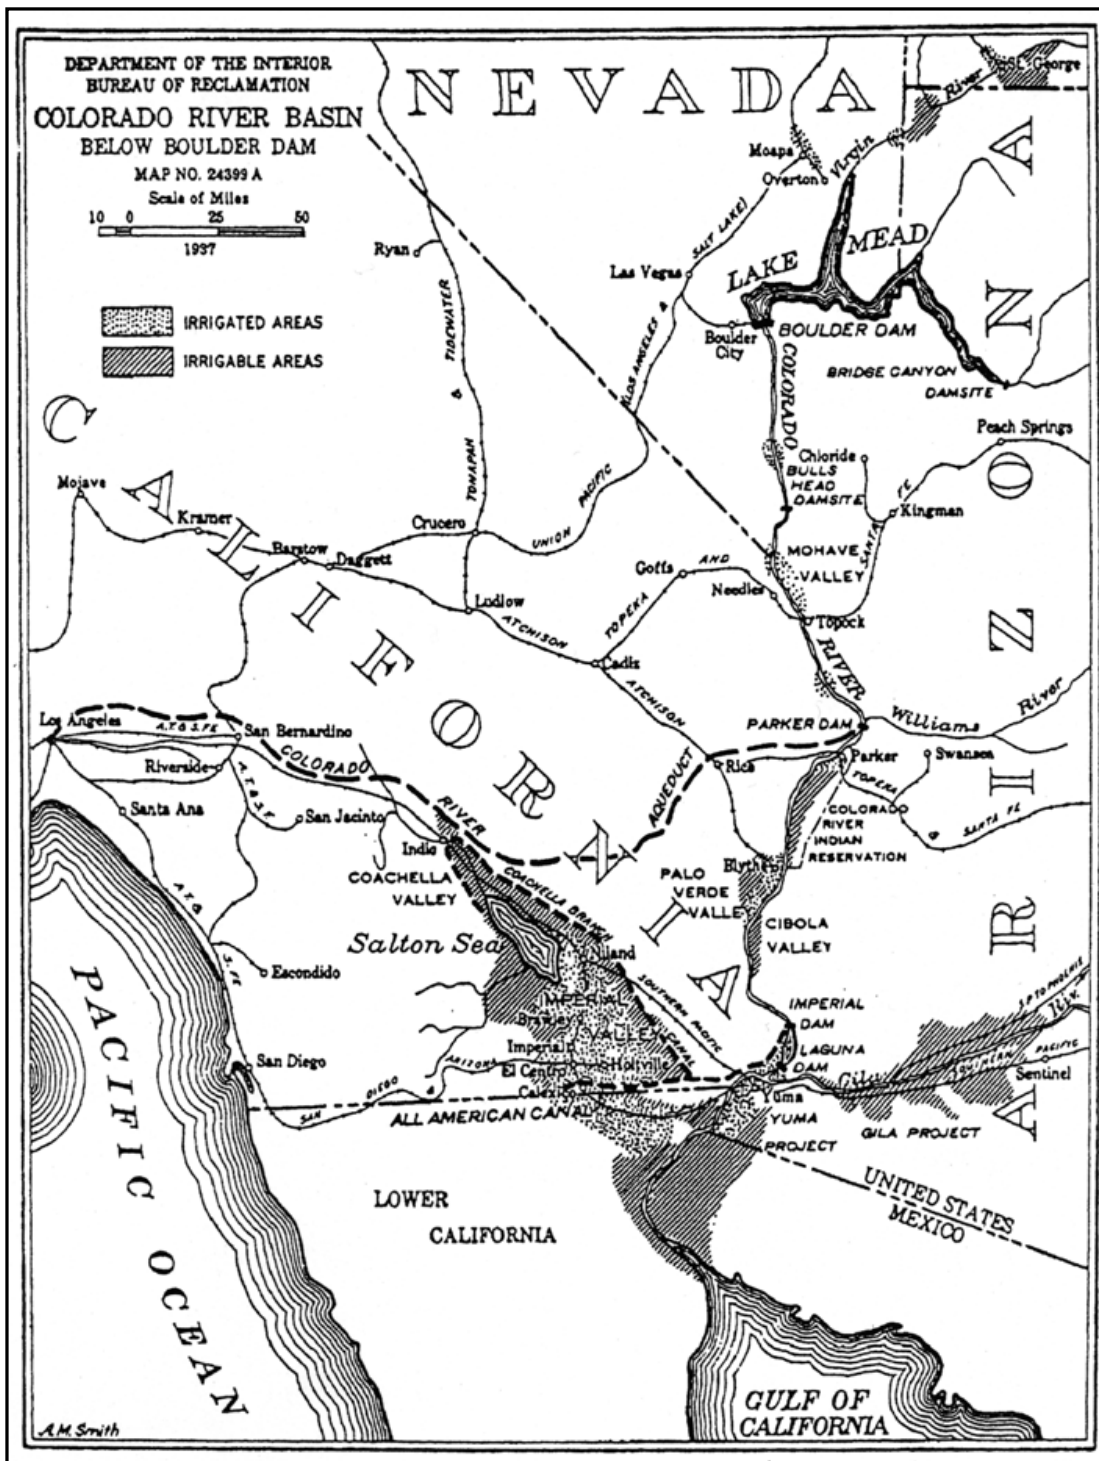 DEPARTMENT OF THE INTERIOR
BUREAU OF RECLAMATION
COLORADO RIVER BASIN
BELOW BOULDER DAM
MAP NO. 24399 A
Scale of Miles
10 0 25 50
1937
IRRIGATED AREAS
IRRIGABLE AREAS
NEVADA
CALIFORNIA
ARIZONA
St. George
Virgin River
Moapa
Overton
LAKE MEAD
Ryan
Las Vegas
(LOS ANGELES & SALT LAKE)
UNION PACIFIC
TONAPAH & TIDEWATER
Boulder
City
BOULDER DAM
BRIDGE CANYON
DAMSITE
COLORADO RIVER
Peach Springs
Chloride
BULLS
HEAD
DAMSITE
Kingman
SANTA FE
Mojave
Kramer
Barstow
Daggett
Crucero
Ludlow
MOHAVE
VALLEY
Goffs
Needles
Topock
ATCHISON
TOPEKA
AND
Cadiz
ATCHISON
Los Angeles
A.T. & S. FE
San Bernardino
Riverside
A.T. & S.F.
Santa Ana
San Jacinto
COLORADO RIVER AQUEDUCT
PARKER DAM
Williams River
Rice
Parker
Swansea
TOPEKA
& SANTA FE
COLORADO
RIVER
INDIAN
RESERVATION
Indio
COACHELLA
VALLEY
COACHELLA BRANCH
Blythe
PALO
VERDE
VALLE
CIBOLA
VALLEY
Salton Sea
Niland
Escondido
A.T. &
S. FE
IMPERIAL
VALLEY
Brawley
Imperial
El Centro
Holtville
Calexico
CANAL
SOUTHERN PACIFIC
IMPERIAL
DAM
LAGUNA
DAM
S.P. TO PHOENIX
Gila
Riv.
SOUTHERN PACIFIC
Sentinel
San Diego
SAN DIEGO & ARIZONA
ALL AMERICAN CANAL
Yuma
YUMA
PROJECT
GILA PROJECT
UNITED STATES
MEXICO
LOWER
CALIFORNIA
PACIFIC OCEAN
GULF OF
CALIFORNIA
A.M. Smith